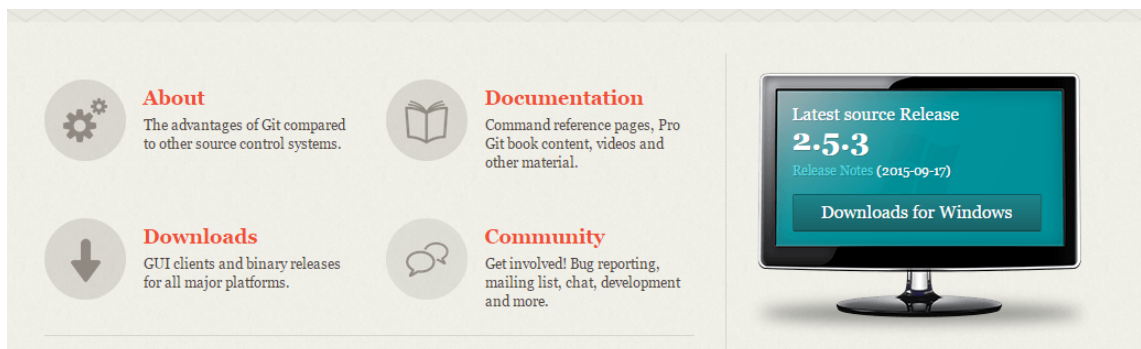 About
The advantages of Git compared
to other source control systems.
Documentation
Command reference pages, Pro
Git book content, videos and
other material.
Downloads
GUI clients and binary releases
for all major platforms.
Community
Get involved! Bug reporting,
mailing list, chat, development
and more.
Latest source Release
2.5.3
Release Notes (2015-09-17)
Downloads for Windows